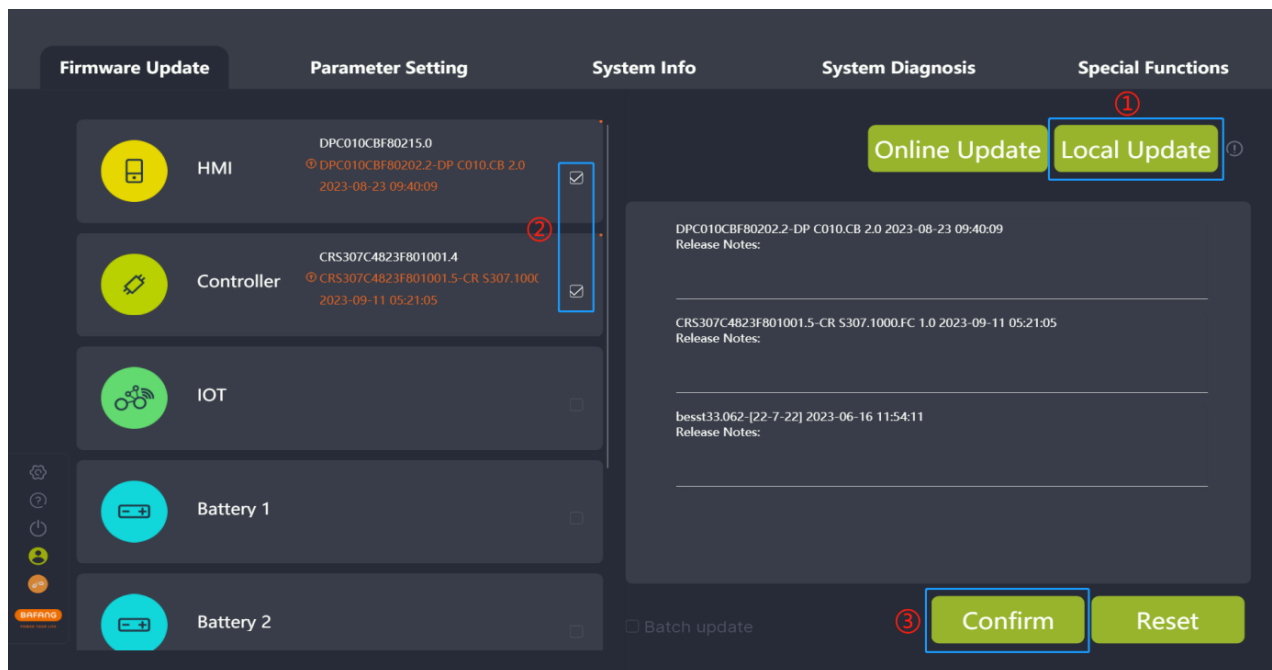 Firmware Update
Parameter Setting
System Info
System Diagnosis
Special Functions
①
Online Update
Local Update
HMI
DPC010CBF80215.0
DPC010CBF80202.2-DP C010.CB 2.0
2023-08-23 09:40:09
②
Controller
CRS307C4823F801001.4
CRS307C4823F801001.5-CR S307.100(
2023-09-11 05:21:05
IOT
Battery 1
Battery 2
DPC010CBF80202.2-DP C010.CB 2.0 2023-08-23 09:40:09
Release Notes:
CRS307C4823F801001.5-CR S307.1000.FC 1.0 2023-09-11 05:21:05
Release Notes:
besst33.062-[22-7-22] 2023-06-16 11:54:11
Release Notes:
BAFANG
Batch update
③
Confirm
Reset